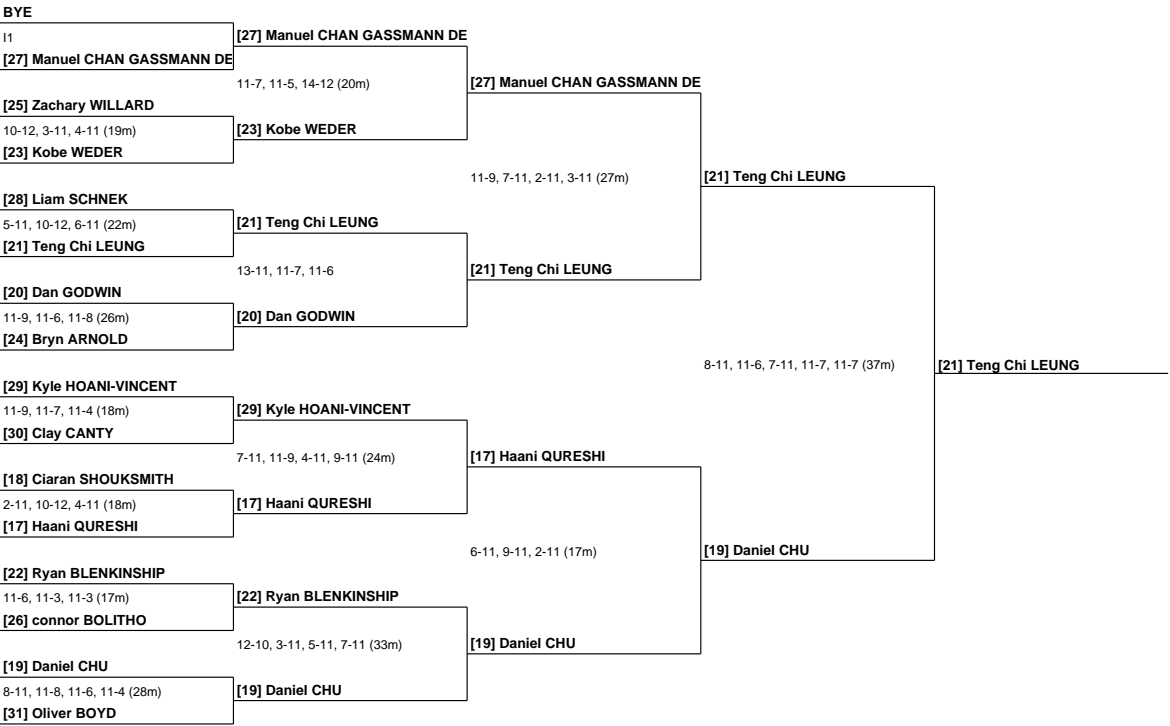 BYE
I1
[27] Manuel CHAN GASSMANN DE
[25] Zachary WILLARD
10-12, 3-11, 4-11 (19m)
[23] Kobe WEDER
[28] Liam SCHNEK
5-11, 10-12, 6-11 (22m)
[21] Teng Chi LEUNG
[20] Dan GODWIN
11-9, 11-6, 11-8 (26m)
[24] Bryn ARNOLD
[29] Kyle HOANI-VINCENT
11-9, 11-7, 11-4 (18m)
[30] Clay CANTY
[18] Ciaran SHOUKSMITH
2-11, 10-12, 4-11 (18m)
[17] Haani QURESHI
[22] Ryan BLENKINSHIP
11-6, 11-3, 11-3 (17m)
[26] connor BOLITHO
[19] Daniel CHU
8-11, 11-8, 11-6, 11-4 (28m)
[31] Oliver BOYD
[27] Manuel CHAN GASSMANN DE
11-7, 11-5, 14-12 (20m)
[23] Kobe WEDER
[21] Teng Chi LEUNG
13-11, 11-7, 11-6
[20] Dan GODWIN
[29] Kyle HOANI-VINCENT
7-11, 11-9, 4-11, 9-11 (24m)
[17] Haani QURESHI
[22] Ryan BLENKINSHIP
12-10, 3-11, 5-11, 7-11 (33m)
[19] Daniel CHU
[27] Manuel CHAN GASSMANN DE
11-9, 7-11, 2-11, 3-11 (27m)
[21] Teng Chi LEUNG
[17] Haani QURESHI
6-11, 9-11, 2-11 (17m)
[19] Daniel CHU
[21] Teng Chi LEUNG
8-11, 11-6, 7-11, 11-7, 11-7 (37m)
[19] Daniel CHU
[21] Teng Chi LEUNG